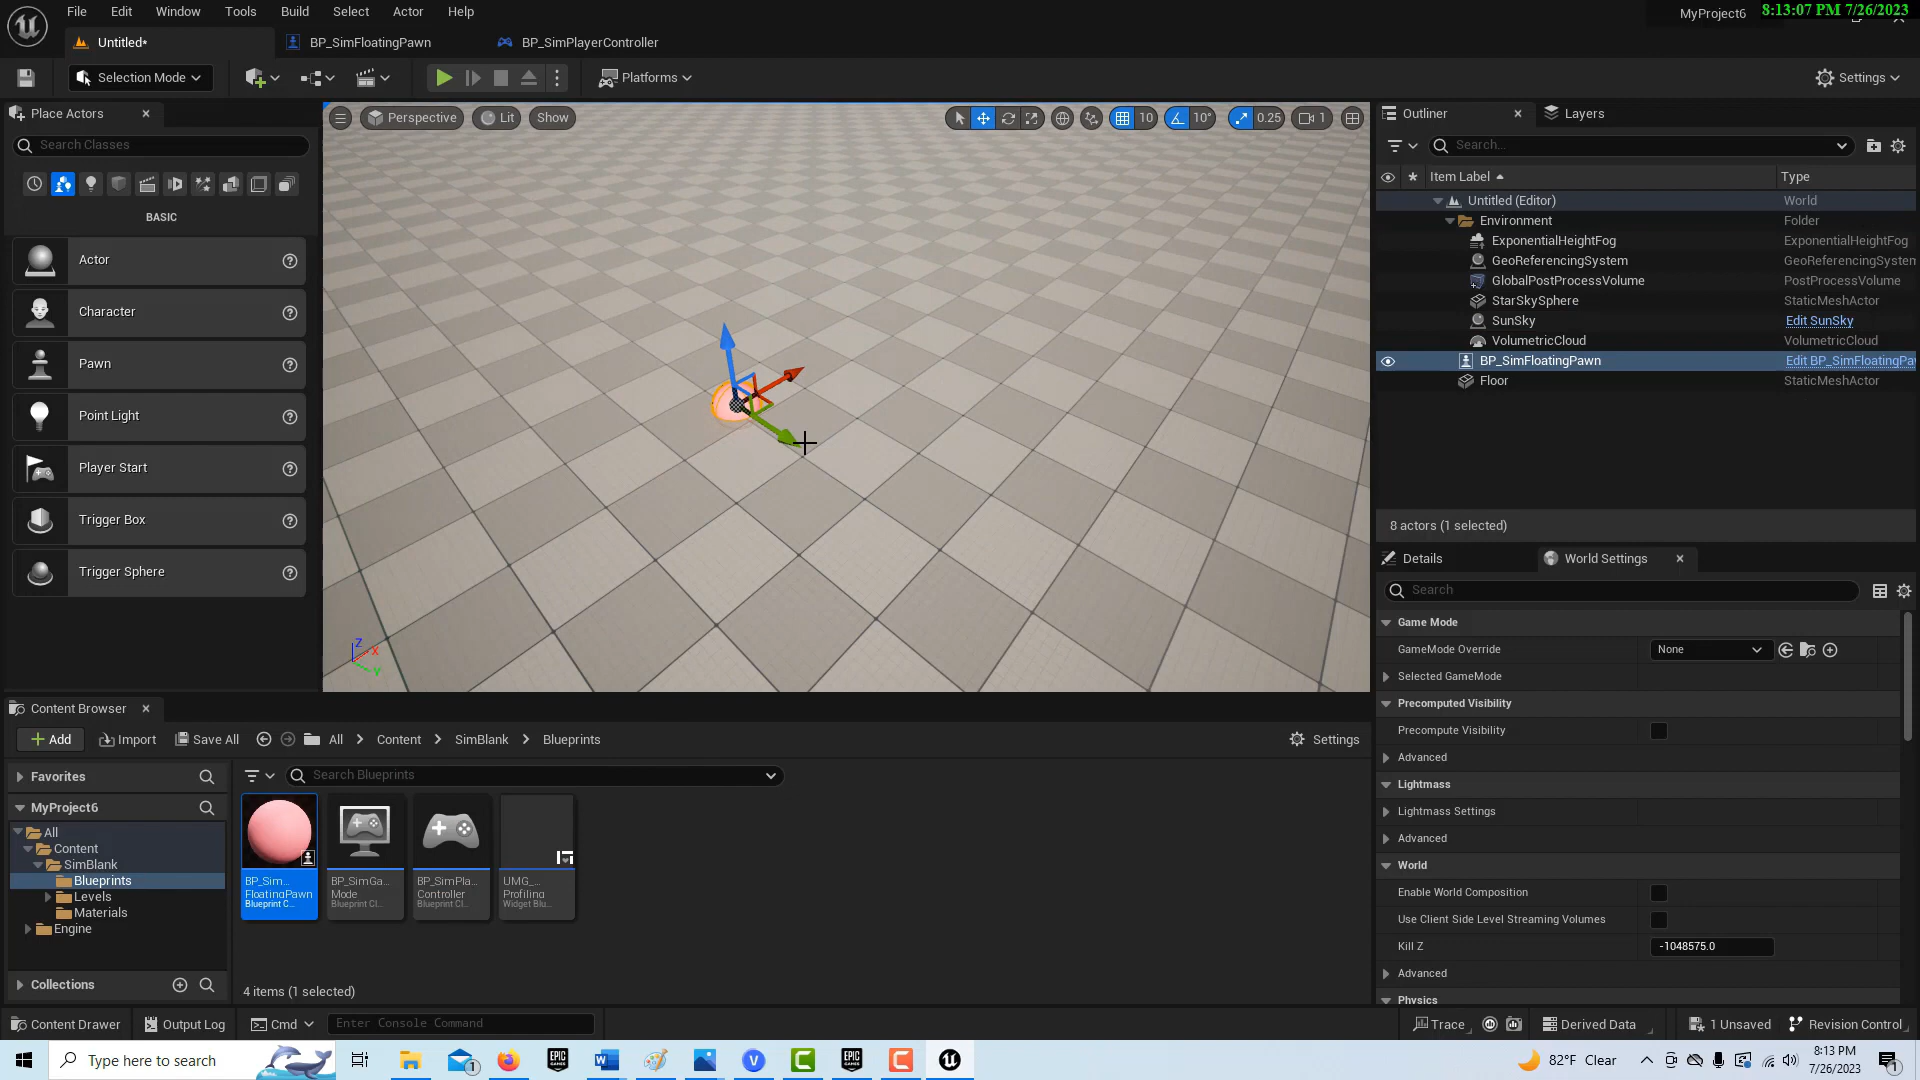 File Edit Window Tools Build Select Actor Help
MyProject6
8:13:07 PM 7/26/2023
Untitled* BP_SimFloatingPawn BP_SimPlayerController
Selection Mode Platforms Settings
Place Actors
Search Classes
BASIC
Actor
Character
Pawn
Point Light
Player Start
Trigger Box
Trigger Sphere
Perspective Lit Show 10 10° 0.25 1
Z
X
Y
Outliner Layers
Search...
Item Label Type
Untitled (Editor) World
Environment Folder
ExponentialHeightFog ExponentialHeightFog
GeoReferencingSystem GeoReferencingSystem
GlobalPostProcessVolume PostProcessVolume
StarSkySphere StaticMeshActor
SunSky Edit SunSky
VolumetricCloud VolumetricCloud
BP_SimFloatingPawn Edit BP_SimFloatingPa
Floor StaticMeshActor
8 actors (1 selected)
Details World Settings
Search
Game Mode
GameMode Override None
Selected GameMode
Precomputed Visibility
Precompute Visibility
Advanced
Lightmass
Lightmass Settings
Advanced
World
Enable World Composition
Use Client Side Level Streaming Volumes
Kill Z -1048575.0
Advanced
Physics
Content Browser
Add Import Save All All Content SimBlank Blueprints Settings
Favorites
MyProject6
All
Content
SimBlank
Blueprints
Levels
Materials
Engine
Collections
Search Blueprints
BP_Sim...
FloatingPawn
Blueprint C...
BP_SimGa...
Mode
Blueprint Cl...
BP_SimPla...
Controller
Blueprint Cl...
UMG_...
Profiling
Widget Blu...
4 items (1 selected)
Content Drawer Output Log Cmd Enter Console Command Trace Derived Data 1 Unsaved Revision Control
Type here to search
1
EPIC
GAMES
EPIC
GAMES
82°F Clear
8:13 PM
7/26/2023
1